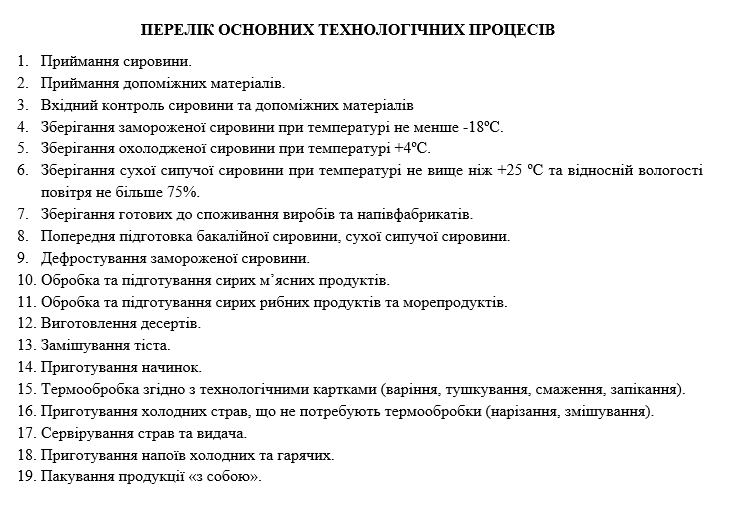 ПЕРЕЛІК ОСНОВНИХ ТЕХНОЛОГІЧНИХ ПРОЦЕСІВ
1. Приймання сировини.
2. Приймання допоміжних матеріалів.
3. Вхідний контроль сировини та допоміжних матеріалів
4. Зберігання замороженої сировини при температурі не менше -18ºС.
5. Зберігання охолодженої сировини при температурі +4ºС.
6. Зберігання сухої сипучої сировини при температурі не вище ніж +25 ºС та відносній вологості
повітря не більше 75%.
7. Зберігання готових до споживання виробів та напівфабрикатів.
8. Попередня підготовка бакалійної сировини, сухої сипучої сировини.
9. Дефростування замороженої сировини.
10. Обробка та підготування сирих м’ясних продуктів.
11. Обробка та підготування сирих рибних продуктів та морепродуктів.
12. Виготовлення десертів.
13. Замішування тіста.
14. Приготування начинок.
15. Термообробка згідно з технологічними картками (варіння, тушкування, смаження, запікання).
16. Приготування холодних страв, що не потребують термообробки (нарізання, змішування).
17. Сервірування страв та видача.
18. Приготування напоїв холодних та гарячих.
19. Пакування продукції «з собою».